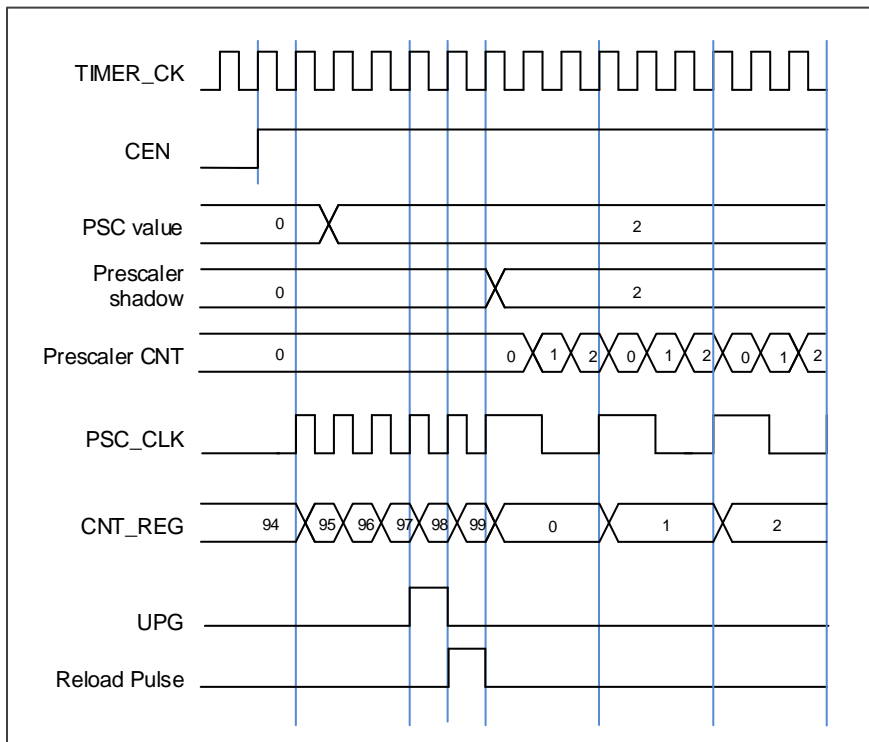 TIMER_CK
CEN
PSC value 0 2
Prescaler
shadow 0 2
Prescaler CNT 0 0 1 2 0 1 2 0 1 2
PSC_CLK
CNT_REG 94 95 96 97 98 99 0 1 2
UPG
Reload Pulse